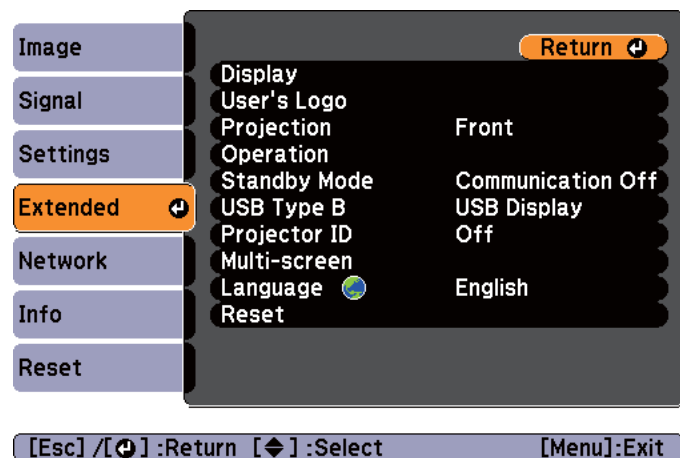 Image
Signal
Settings
Extended
Network
Info
Reset
Return
Display
User's Logo
Projection Front
Operation
Standby Mode Communication Off
USB Type B USB Display
Projector ID Off
Multi-screen
Language English
Reset
[Esc] /[ ] :Return [ ] :Select [Menu]:Exit